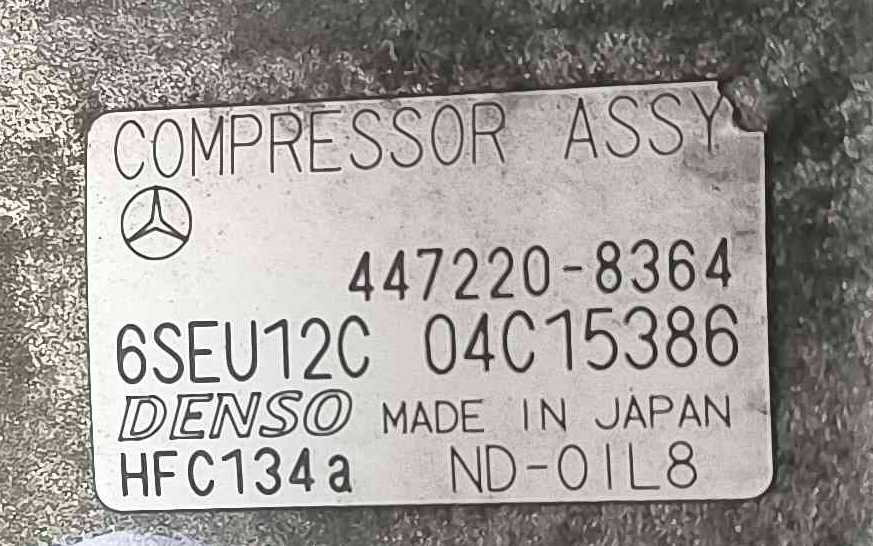 COMPRESSOR ASSY
447220-8364
6SEU12C 04C15386
DENSO MADE IN JAPAN
HFC134a ND-OIL8